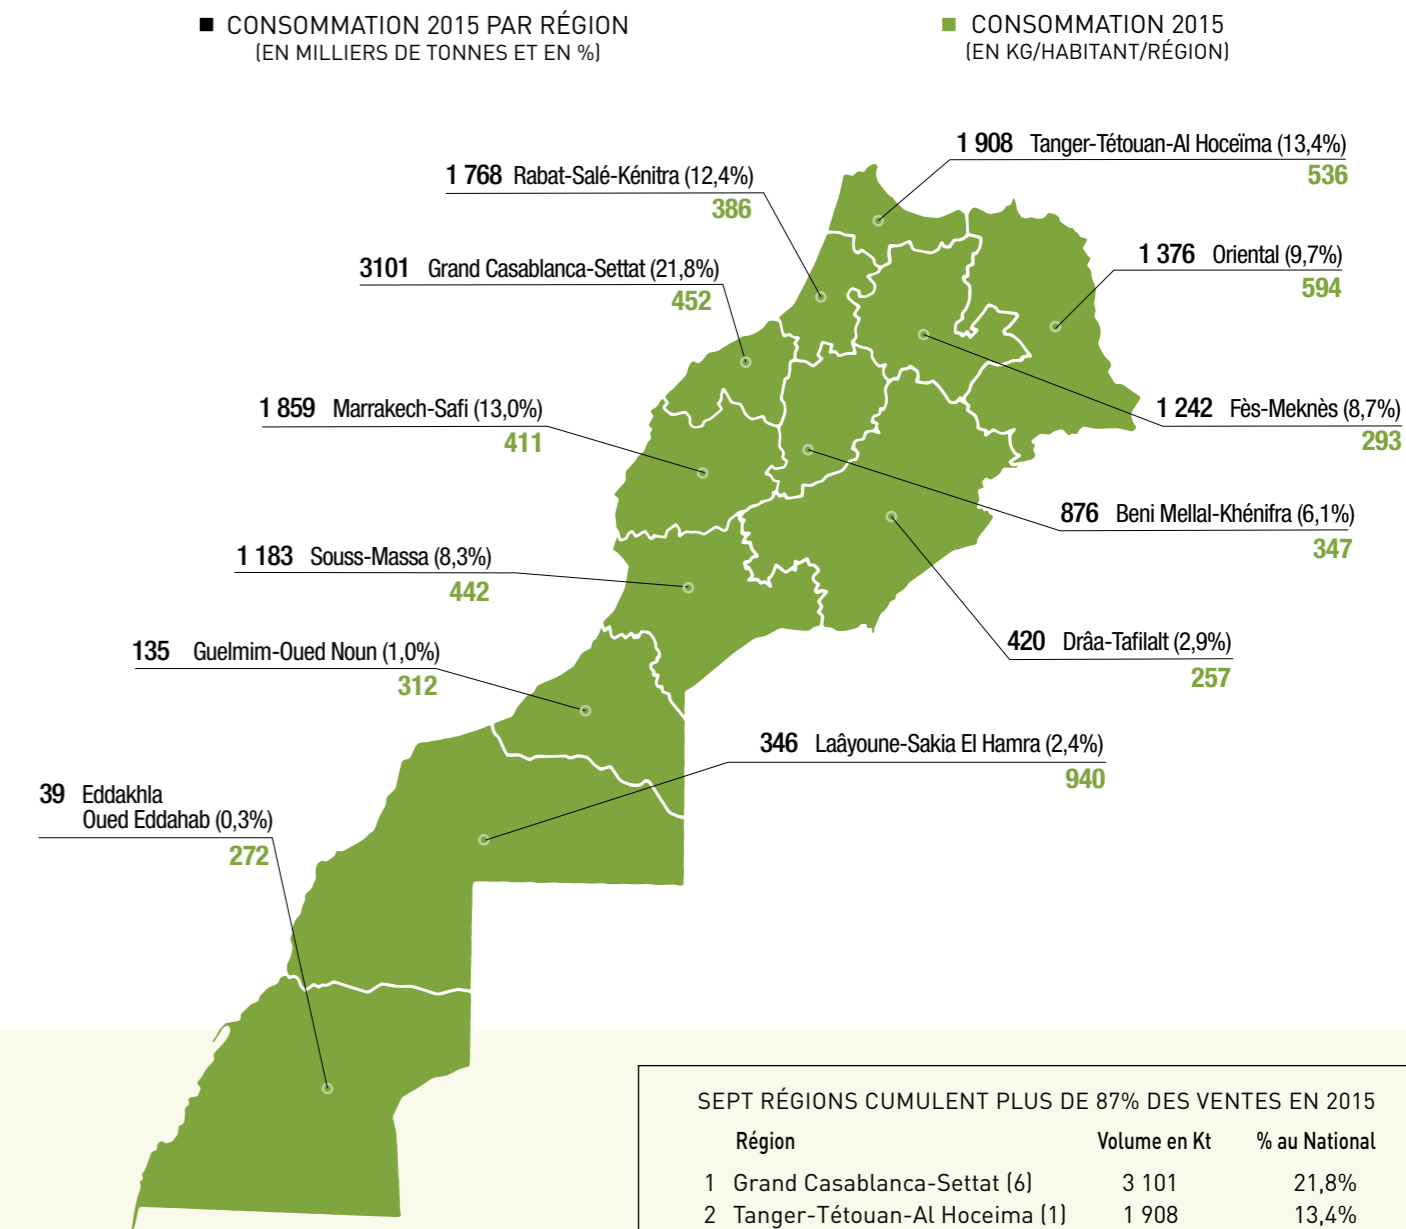 CONSOMMATION 2015 PAR RÉGION
(EN MILLIERS DE TONNES ET EN %)
CONSOMMATION 2015
(EN KG/HABITANT/RÉGION)
1 908 Tanger-Tétouan-Al Hoceïma (13,4%)
536
1 768 Rabat-Salé-Kénitra (12,4%)
386
1 376 Oriental (9,7%)
594
3101 Grand Casablanca-Settat (21,8%)
452
1 859 Marrakech-Safi (13,0%)
411
1 242 Fès-Meknès (8,7%)
293
876 Beni Mellal-Khénifra (6,1%)
347
1 183 Souss-Massa (8,3%)
442
420 Drâa-Tafilalt (2,9%)
257
135 Guelmim-Oued Noun (1,0%)
312
346 Laâyoune-Sakia El Hamra (2,4%)
940
39 Eddakhla
Oued Eddahab (0,3%)
272
SEPT RÉGIONS CUMULENT PLUS DE 87% DES VENTES EN 2015
Région Volume en Kt % au National
1 Grand Casablanca-Settat (6) 3 101 21,8%
2 Tanger-Tétouan-Al Hoceima (1) 1 908 13,4%